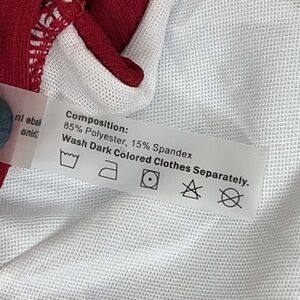 Composition:
85% Polyester, 15% Spandex
Wash Dark Colored Clothes Separately.